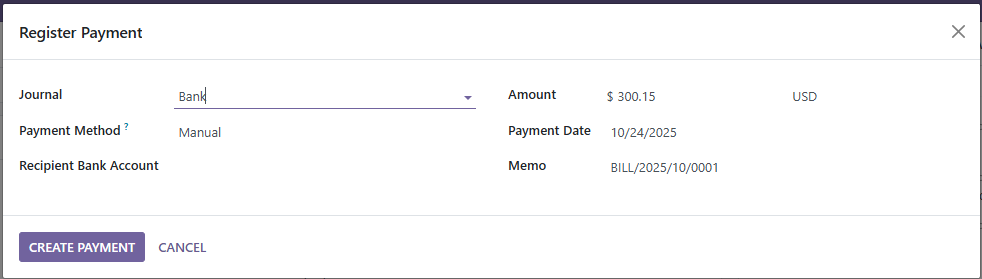 Register Payment
Journal Bank Amount $ 300.15 USD
Payment Method ? Manual Payment Date 10/24/2025
Recipient Bank Account Memo BILL/2025/10/0001
CREATE PAYMENT CANCEL